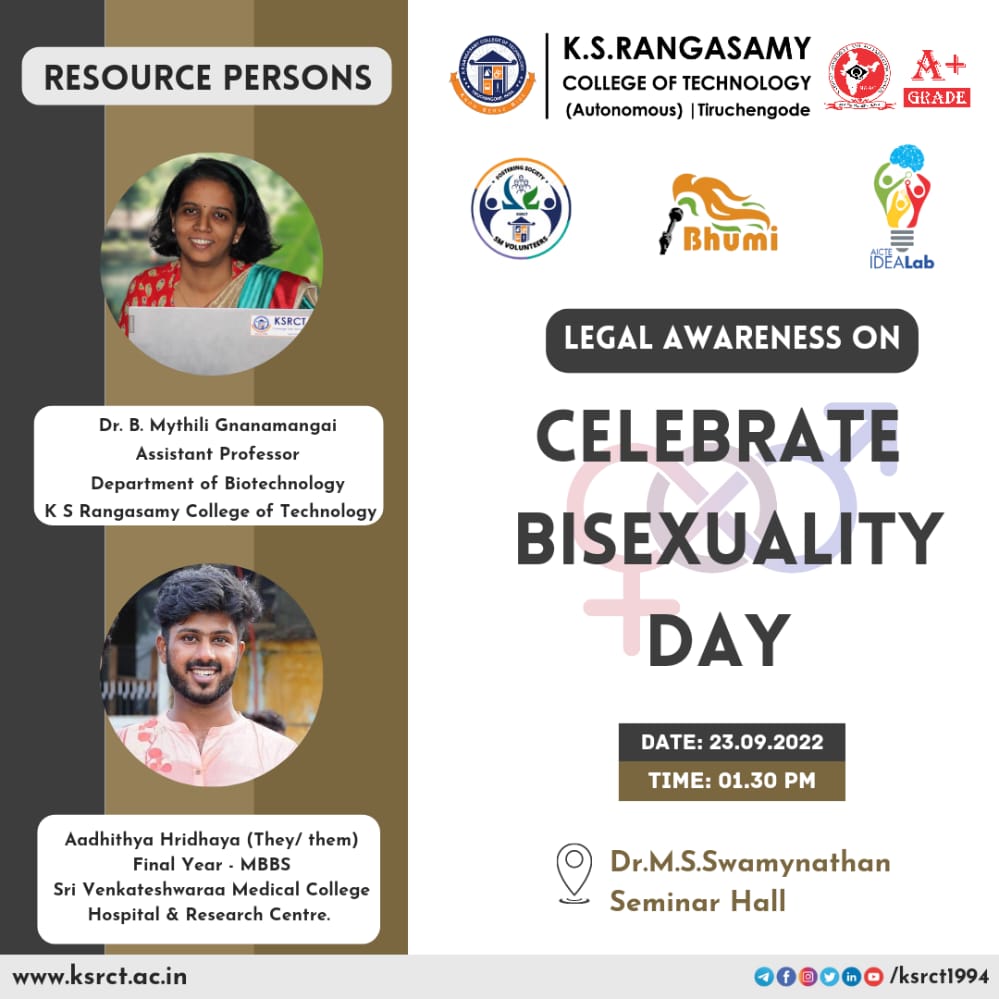 RESOURCE PERSONS
KSRCT
Dr. B. Mythili Gnanamangai
Assistant Professor
Department of Biotechnology
K S Rangasamy College of Technology
Aadhithya Hridhaya (They/ them)
Final Year - MBBS
Sri Venkateshwaraa Medical College
Hospital & Research Centre.
K.S.RANGASAMY
COLLEGE OF TECHNOLOGY
(Autonomous) | Tiruchengode
A+
GRADE
FOSTERING SOCIETY
KSRCT
SM VOLUNTEERS
Bhumi
AICTE
IDEALab
LEGAL AWARENESS ON
CELEBRATE
BISEXUALITY
DAY
DATE: 23.09.2022
TIME: 01.30 PM
Dr.M.S.Swamynathan
Seminar Hall
www.ksrct.ac.in
/ksrct1994